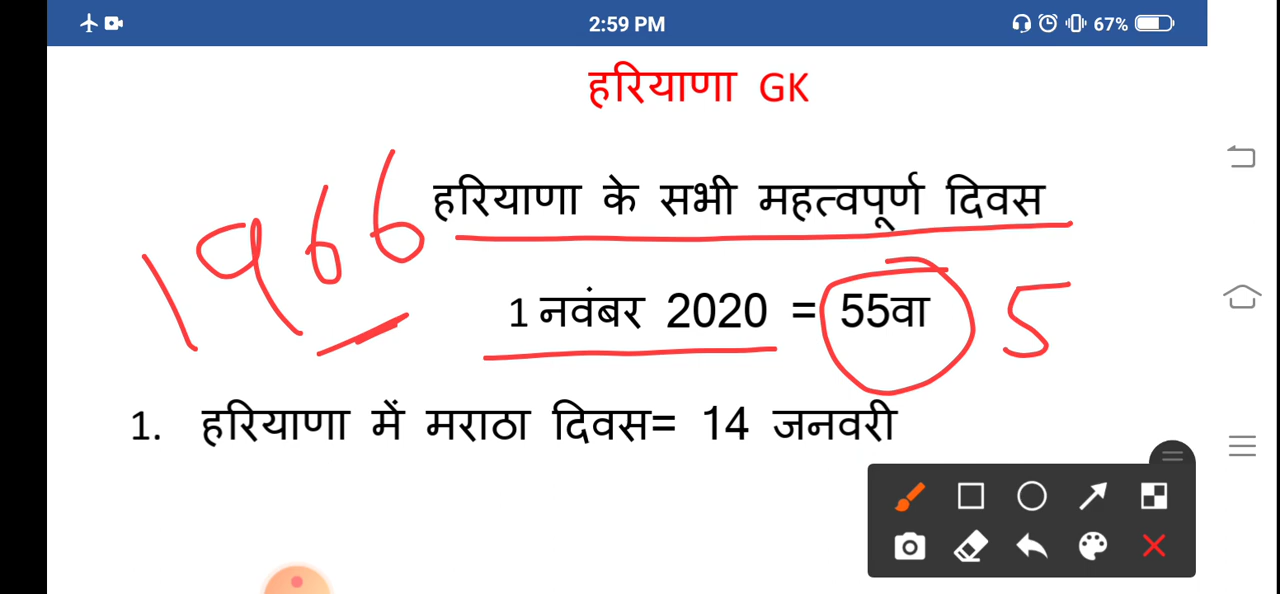 2:59 PM
67%
हरियाणा GK
1966
हरियाणा के सभी महत्वपूर्ण दिवस
1 नवंबर 2020 = 55वा 5
1. हरियाणा में मराठा दिवस= 14 जनवरी